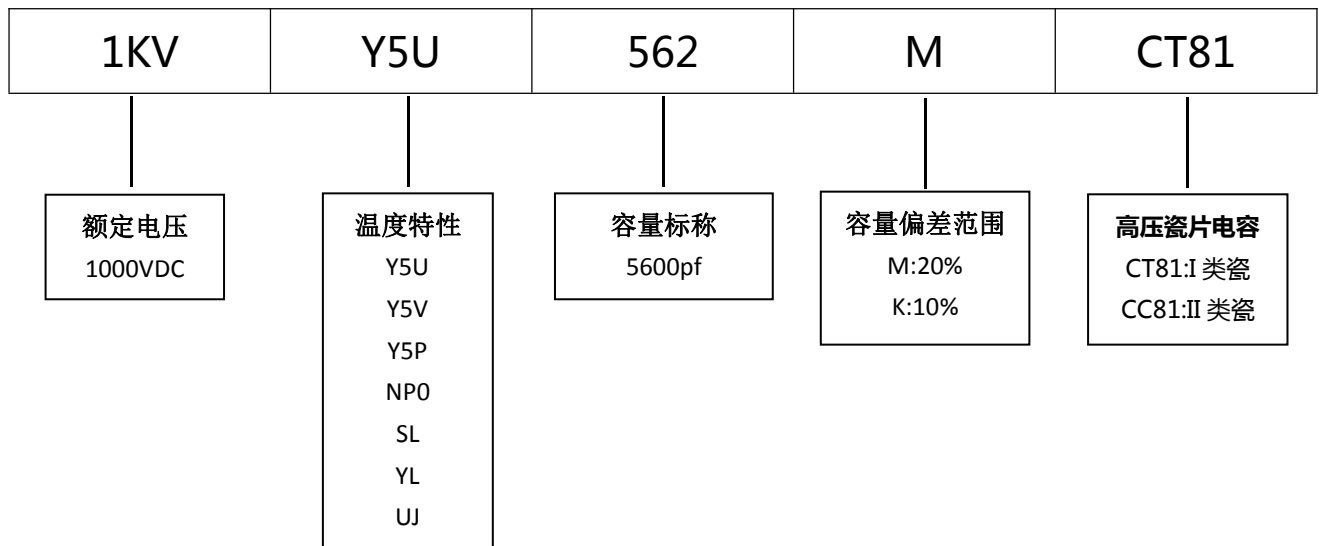 1KV Y5U 562 M CT81
额定电压
1000VDC
温度特性
Y5U
Y5V
Y5P
NP0
SL
YL
UJ
容量标称
5600pf
容量偏差范围
M:20%
K:10%
高压瓷片电容
CT81:I 类瓷
CC81:II 类瓷